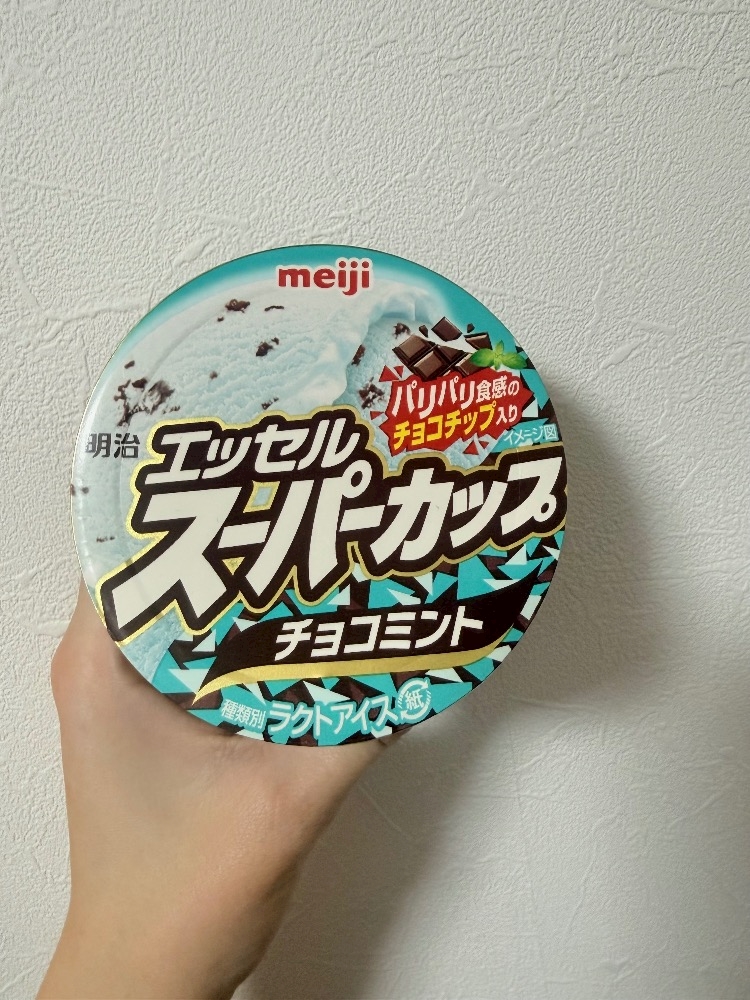 meiji
パリパリ食感の
チョコチップ入り
イメージ図
明治
エッセル
スーパーカップ
チョコミント
種類別 ラクトアイス 紙